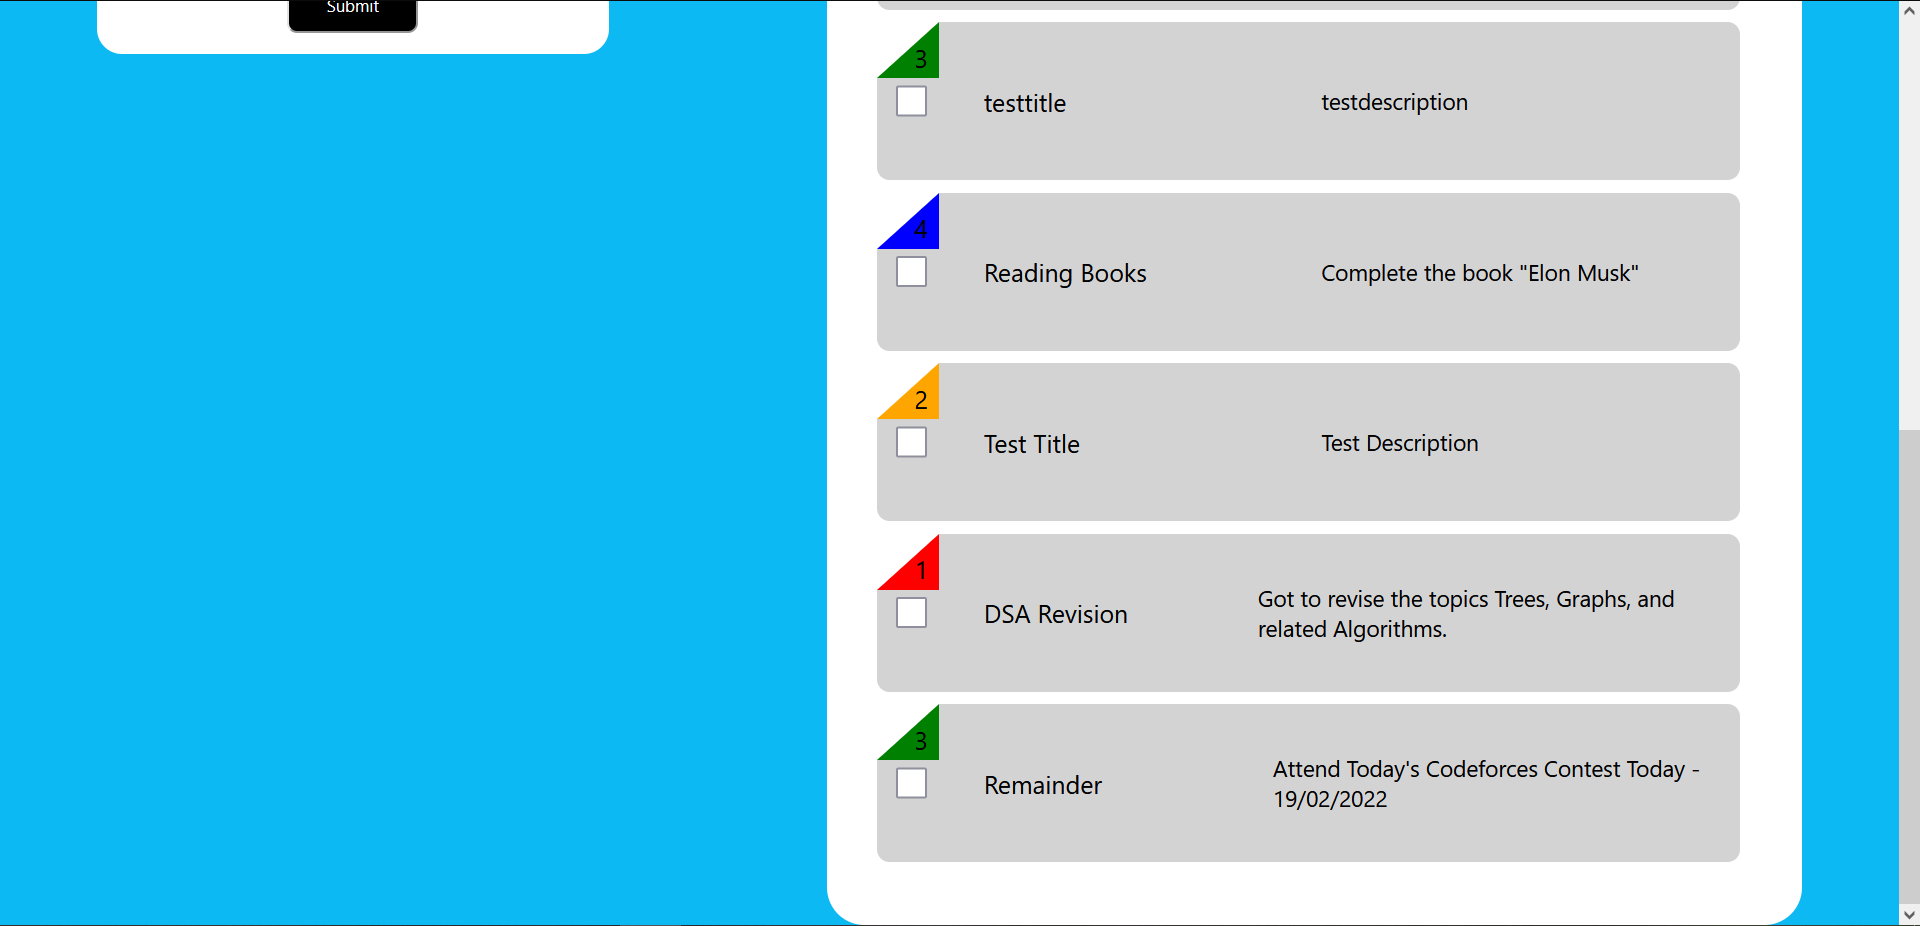 Submit
3
testtitle
testdescription
4
Reading Books
Complete the book "Elon Musk"
2
Test Title
Test Description
1
DSA Revision
Got to revise the topics Trees, Graphs, and
related Algorithms.
3
Remainder
Attend Today's Codeforces Contest Today -
19/02/2022